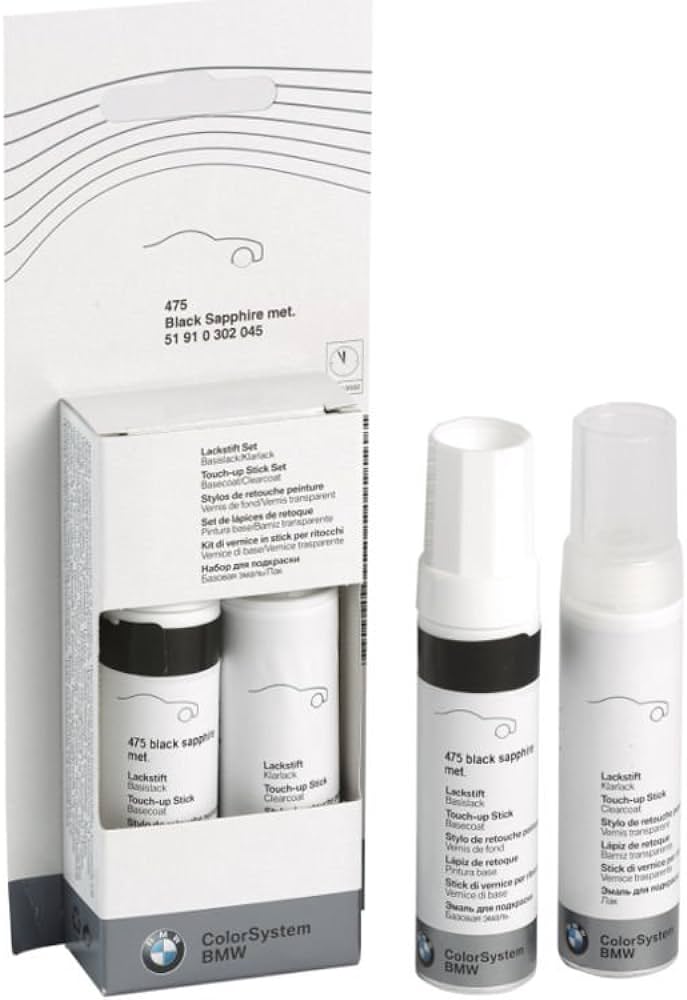 475
Black Sapphire met.
51 91 0 302 045
Lackstift Set
Basislack/Klarlack
Touch-up Stick Set
Basecoat/Clearcoat
Stylos de retouche peinture
Vernis de fond/Vernis transparent
Set de lápices de retoque
Pintura base/Barniz transparente
Kit di vernice in stick per ritocchi
Vernice di base/Vernice trasparente
Набор для подкраски
Базовая эмаль/Лак
475 black sapphire
met.
Lackstift
Basislack
Touch-up Stick
Basecoat
Lackstift
Klarlack
Touch-up Stick
Clearcoat
BMW
ColorSystem
BMW
475 black sapphire
met.
Lackstift
Basislack
Touch-up Stick
Basecoat
Stylo de retouche
Vernis de fond
Lápiz de retoque
Pintura base
Stick di vernice per
Vernice di base
Эмаль для подкраски
Базовая эмаль
ColorSystem
BMW
Lackstift
Klarlack
Touch-up Stick
Clearcoat
Stylo de retouche
Vernis transparent
Lápiz de retoque
Barniz transparente
Stick di vernice per
Vernice trasparente
Эмаль для подкраски
Лак
ColorSystem
BMW